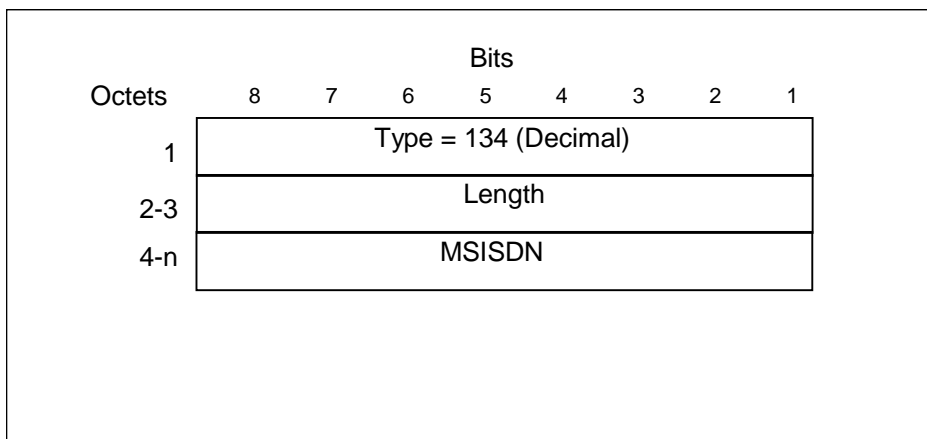 Bits
Octets 8 7 6 5 4 3 2 1
1 Type = 134 (Decimal)
2-3 Length
4-n MSISDN